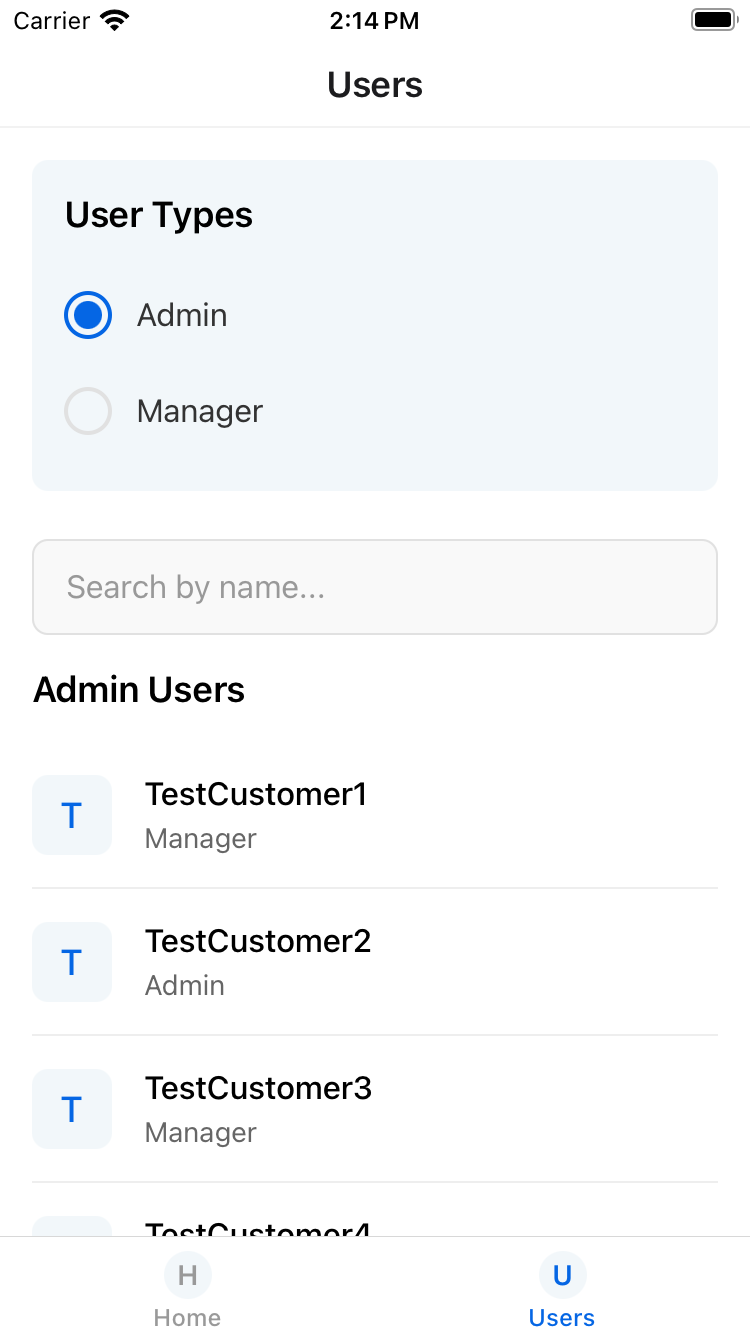 Carrier 2:14 PM
Users
User Types
Admin
Manager
Search by name...
Admin Users
T
TestCustomer1
Manager
T
TestCustomer2
Admin
T
TestCustomer3
Manager
TestCustomer4
H
Home
U
Users